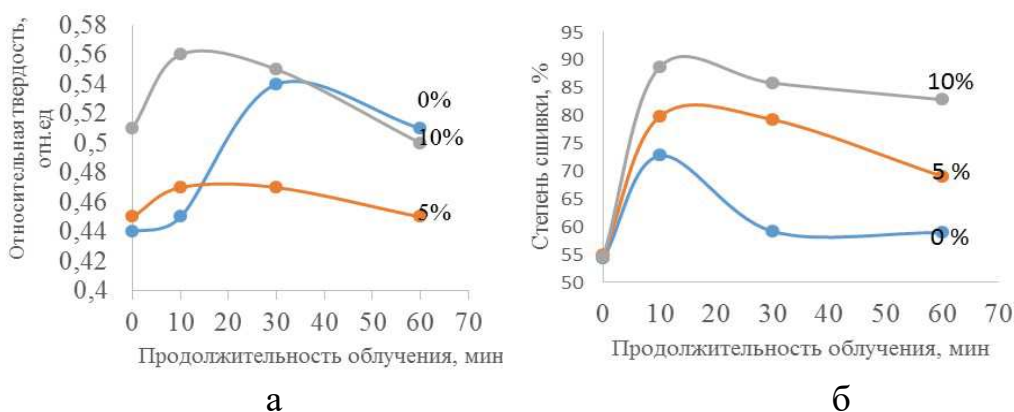 Относительная твердость,
отн.ед
0,58
0,56
0,54
0,52
0,5
0,48
0,46
0,44
0,42
0,4
0%
10%
5%
0 10 20 30 40 50 60 70
Продолжительность облучения, мин
а
Степень сшивки, %
95
90
85
80
75
70
65
60
55
50
10%
5 %
0 %
0 10 20 30 40 50 60 70
Продолжительность облучения, мин
б